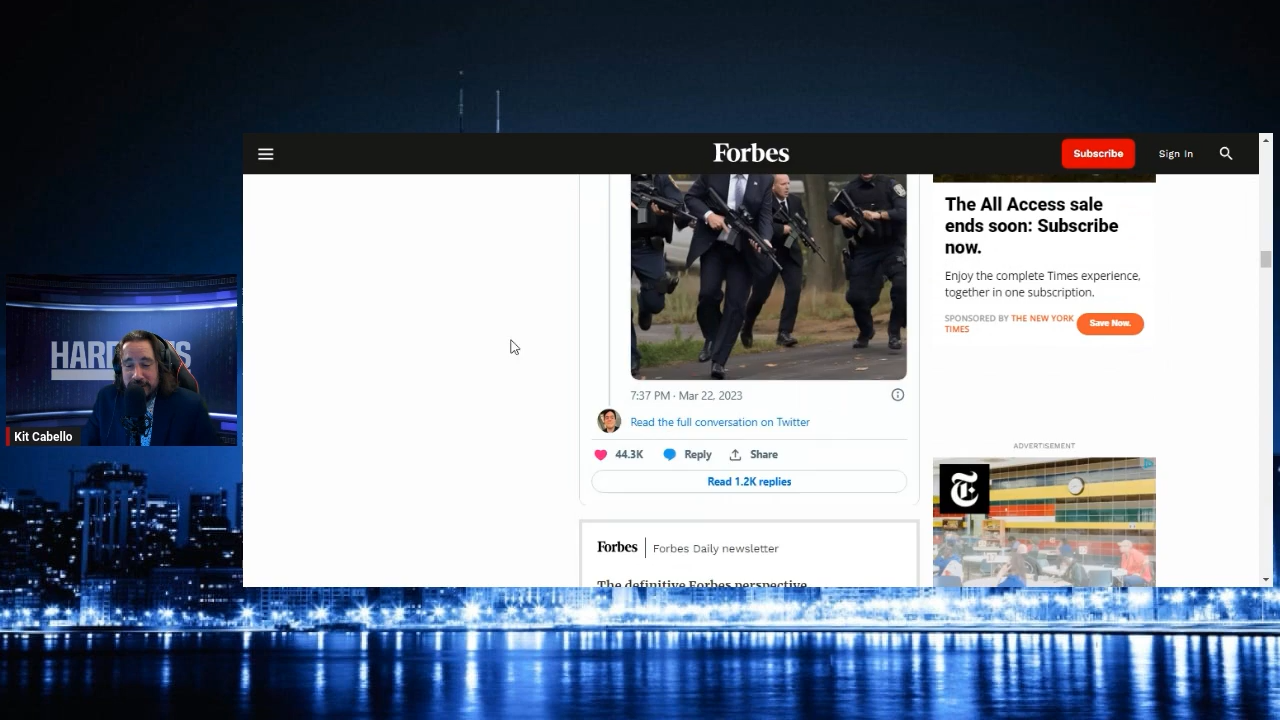 Forbes
Subscribe
Sign In
The All Access sale
ends soon: Subscribe
now.
Enjoy the complete Times experience,
together in one subscription.
SPONSORED BY THE NEW YORK
TIMES
Save Now.
7:37 PM · Mar 22, 2023
Read the full conversation on Twitter
44.3K
Reply
Share
Read 1.2K replies
ADVERTISEMENT
Forbes
Forbes Daily newsletter
The definitive Forbes perspective
Kit Cabello